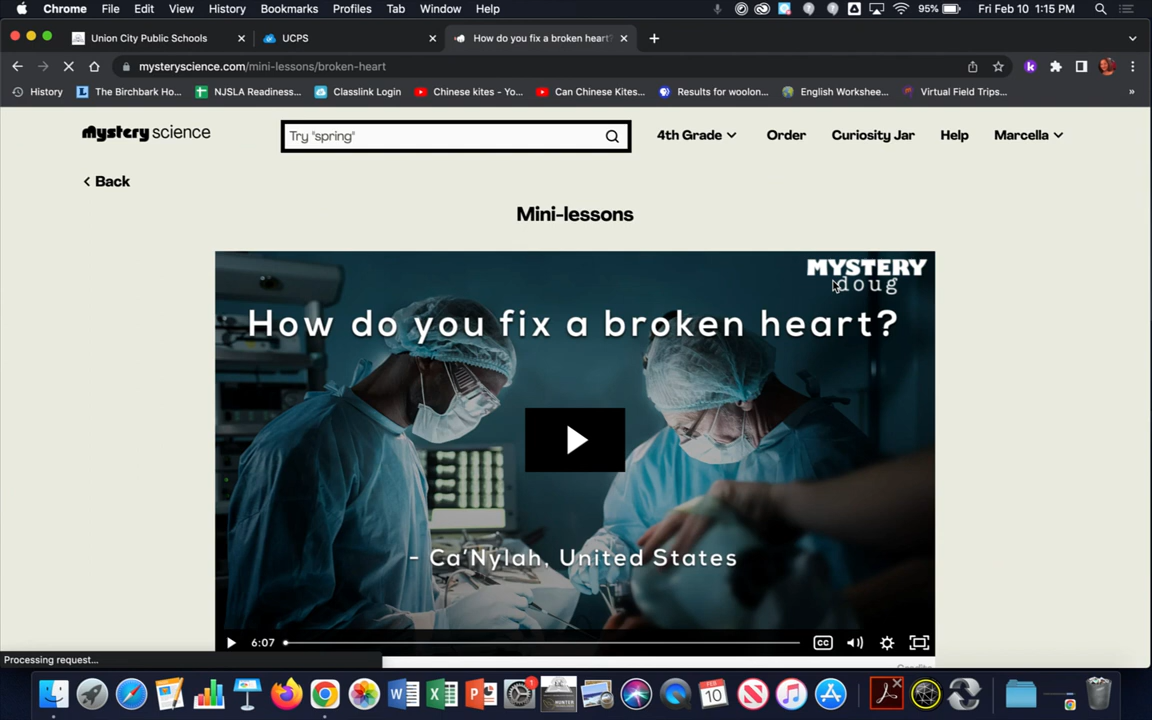 Chrome File Edit View History Bookmarks Profiles Tab Window Help 95% Fri Feb 10 1:15 PM
Union City Public Schools UCPS How do you fix a broken heart?
mysteryscience.com/mini-lessons/broken-heart
History The Birchbark Ho... NJSLA Readiness... Classlink Login Chinese kites - Yo... Can Chinese Kites... Results for woolon... English Workshee... Virtual Field Trips... »
Mystery science Try "spring" 4th Grade Order Curiosity Jar Help Marcella
Back
Mini-lessons
MYSTERY
doug
How do you fix a broken heart?
- Ca'Nylah, United States
6:07 CC
Processing request...
1 FEB 10